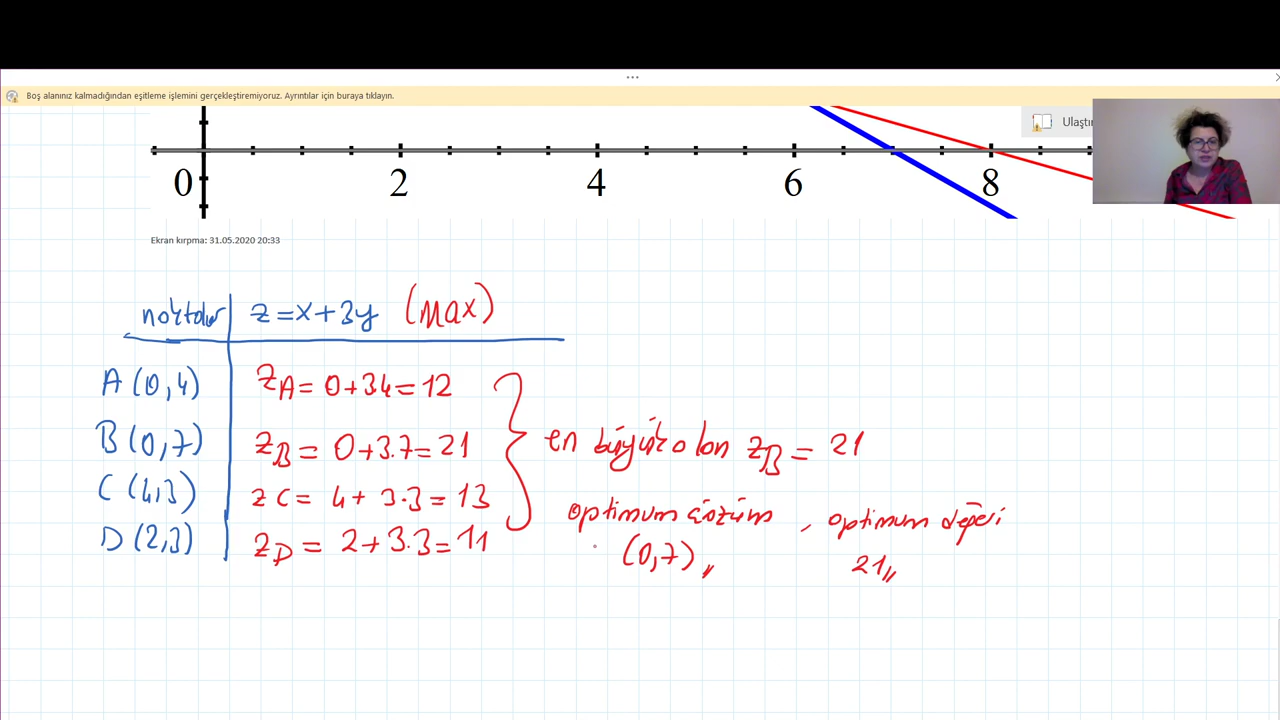 Boş alanınız kalmadığından eşitleme işlemini gerçekleştiremiyoruz. Ayrıntılar için buraya tıklayın.
Ulaştır
0 2 4 6 8
Ekran kırpma: 31.05.2020 20:33
noktalar z=x+3y (max)
A(0,4) zA=0+34=12
B(0,7) zB=0+3.7=21
en büyük olan zB=21
C(4,3) zC=4+3.3=13
optimum çözüm , optimum değeri
D(2,3) zD=2+3.3=11
(0,7)〃 21〃